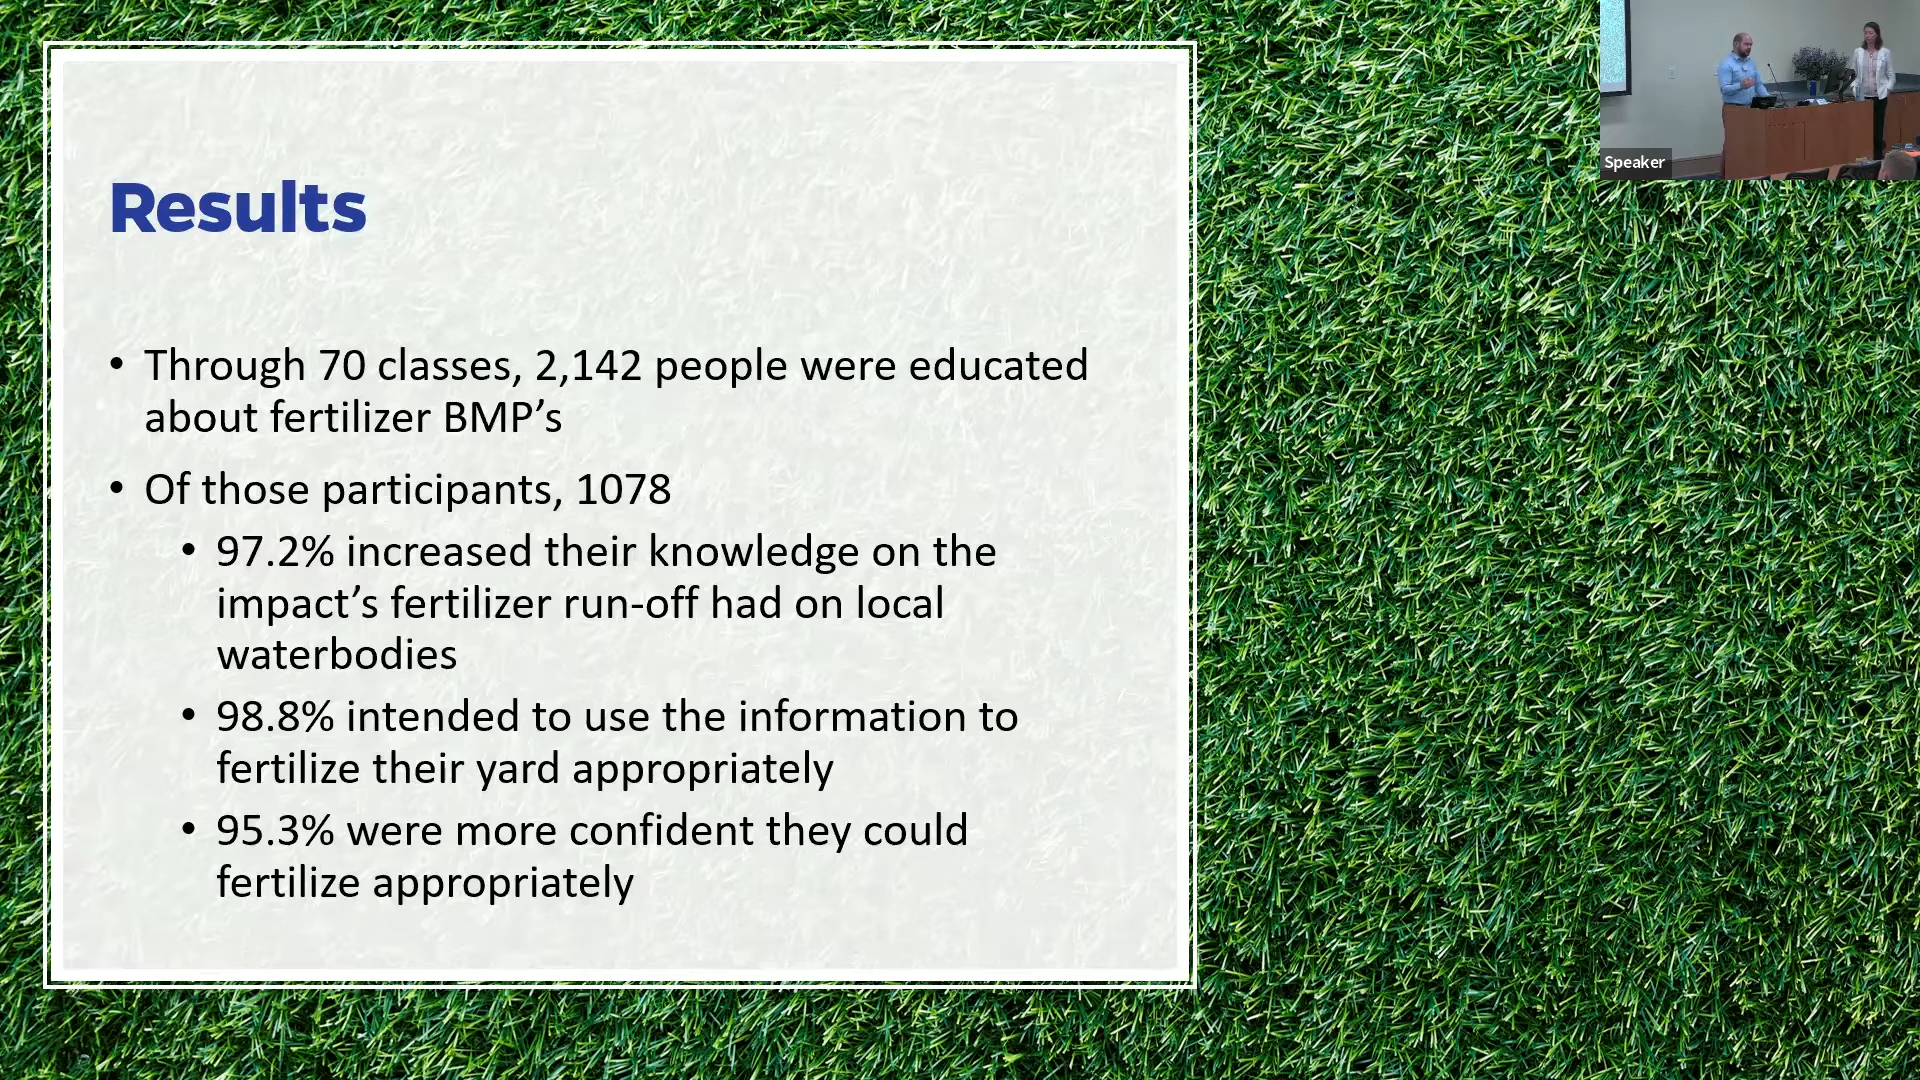 Speaker
Results
• Through 70 classes, 2,142 people were educated
about fertilizer BMP’s
• Of those participants, 1078
• 97.2% increased their knowledge on the
impact’s fertilizer run-off had on local
waterbodies
• 98.8% intended to use the information to
fertilize their yard appropriately
• 95.3% were more confident they could
fertilize appropriately